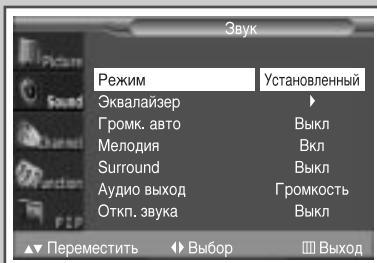 Звук
Picture
Режим Установленный
Sound
Эквалайзер
Громк. авто Выкл
Channel
Мелодия Вкл
Surround Выкл
Function
Аудио выход Громкость
PIP
Откл. звука Выкл
▲▼ Переместить ◀▶ Выбор Выход